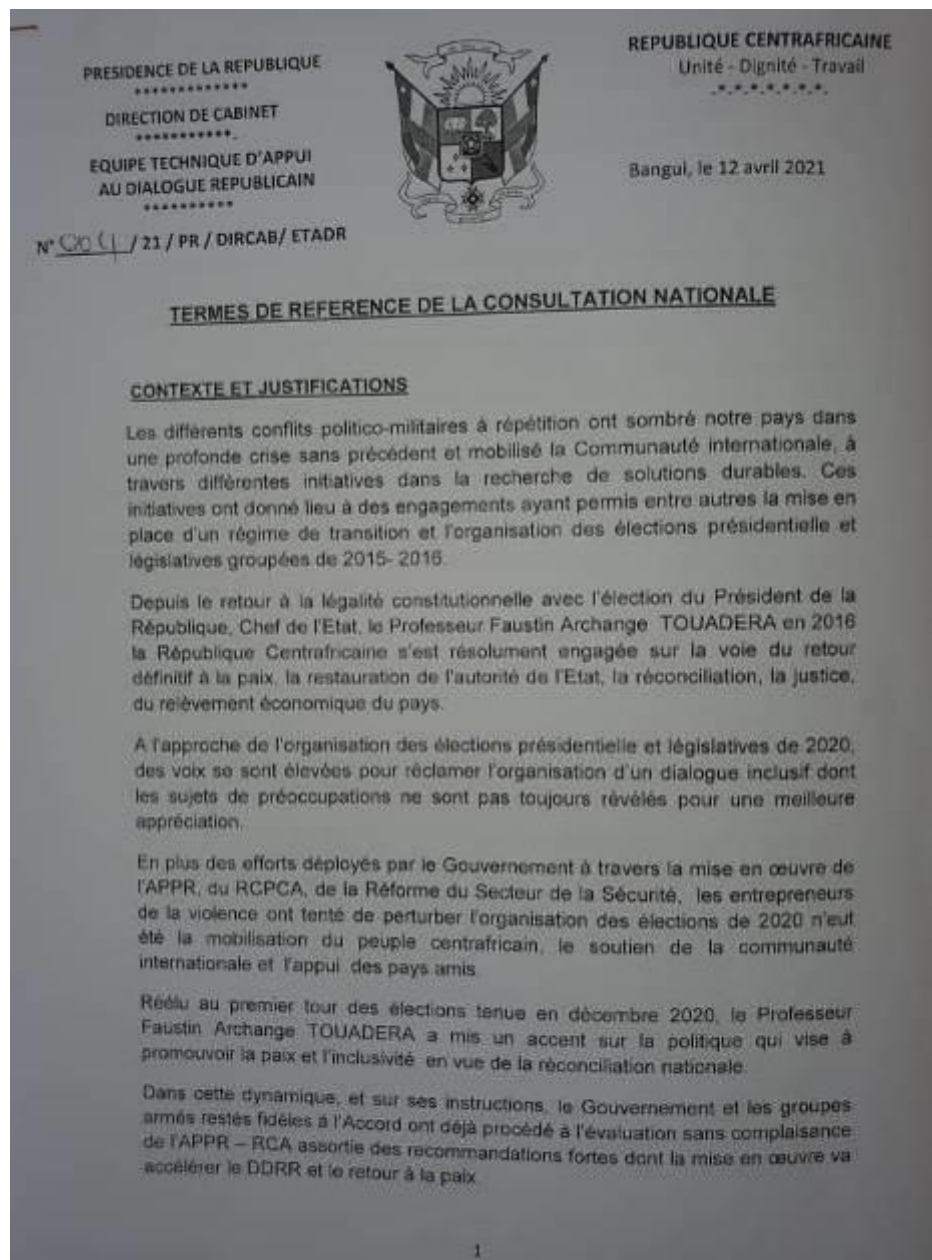 PRESIDENCE DE LA REPUBLIQUE
*************
DIRECTION DE CABINET
***********.
EQUIPE TECHNIQUE D'APPUI
AU DIALOGUE REPUBLICAIN
**********
N° 004 / 21 / PR / DIRCAB/ ETADR
REPUBLIQUE CENTRAFRICAINE
Unité - Dignité - Travail
.*.*.*.*.*.*.*.
Bangui, le 12 avril 2021
TERMES DE REFERENCE DE LA CONSULTATION NATIONALE
CONTEXTE ET JUSTIFICATIONS
Les différents conflits politico-militaires à répétition ont sombré notre pays dans
une profonde crise sans précédent et mobilisé la Communauté internationale, à
travers différentes initiatives dans la recherche de solutions durables. Ces
initiatives ont donné lieu à des engagements ayant permis entre autres la mise en
place d'un régime de transition et l'organisation des élections présidentielle et
législatives groupées de 2015- 2016.
Depuis le retour à la légalité constitutionnelle avec l'élection du Président de la
République, Chef de l'Etat, le Professeur Faustin Archange TOUADERA en 2016
la République Centrafricaine s'est résolument engagée sur la voie du retour
définitif à la paix, la restauration de l'autorité de l'Etat, la réconciliation, la justice,
du relèvement économique du pays.
A l'approche de l'organisation des élections présidentielle et législatives de 2020,
des voix se sont élevées pour réclamer l'organisation d'un dialogue inclusif dont
les sujets de préoccupations ne sont pas toujours révélés pour une meilleure
appréciation.
En plus des efforts déployés par le Gouvernement à travers la mise en œuvre de
l'APPR, du RCPCA, de la Réforme du Secteur de la Sécurité, les entrepreneurs
de la violence ont tenté de perturber l'organisation des élections de 2020 n'eut
été la mobilisation du peuple centrafricain, le soutien de la communauté
internationale et l'appui des pays amis.
Réélu au premier tour des élections tenue en décembre 2020, le Professeur
Faustin Archange TOUADERA a mis un accent sur la politique qui vise à
promouvoir la paix et l'inclusivité en vue de la réconciliation nationale.
Dans cette dynamique, et sur ses instructions, le Gouvernement et les groupes
armés restés fidèles à l'Accord ont déjà procédé à l'évaluation sans complaisance
de l'APPR – RCA assortie des recommandations fortes dont la mise en œuvre va
accélérer le DDRR et le retour à la paix.
1